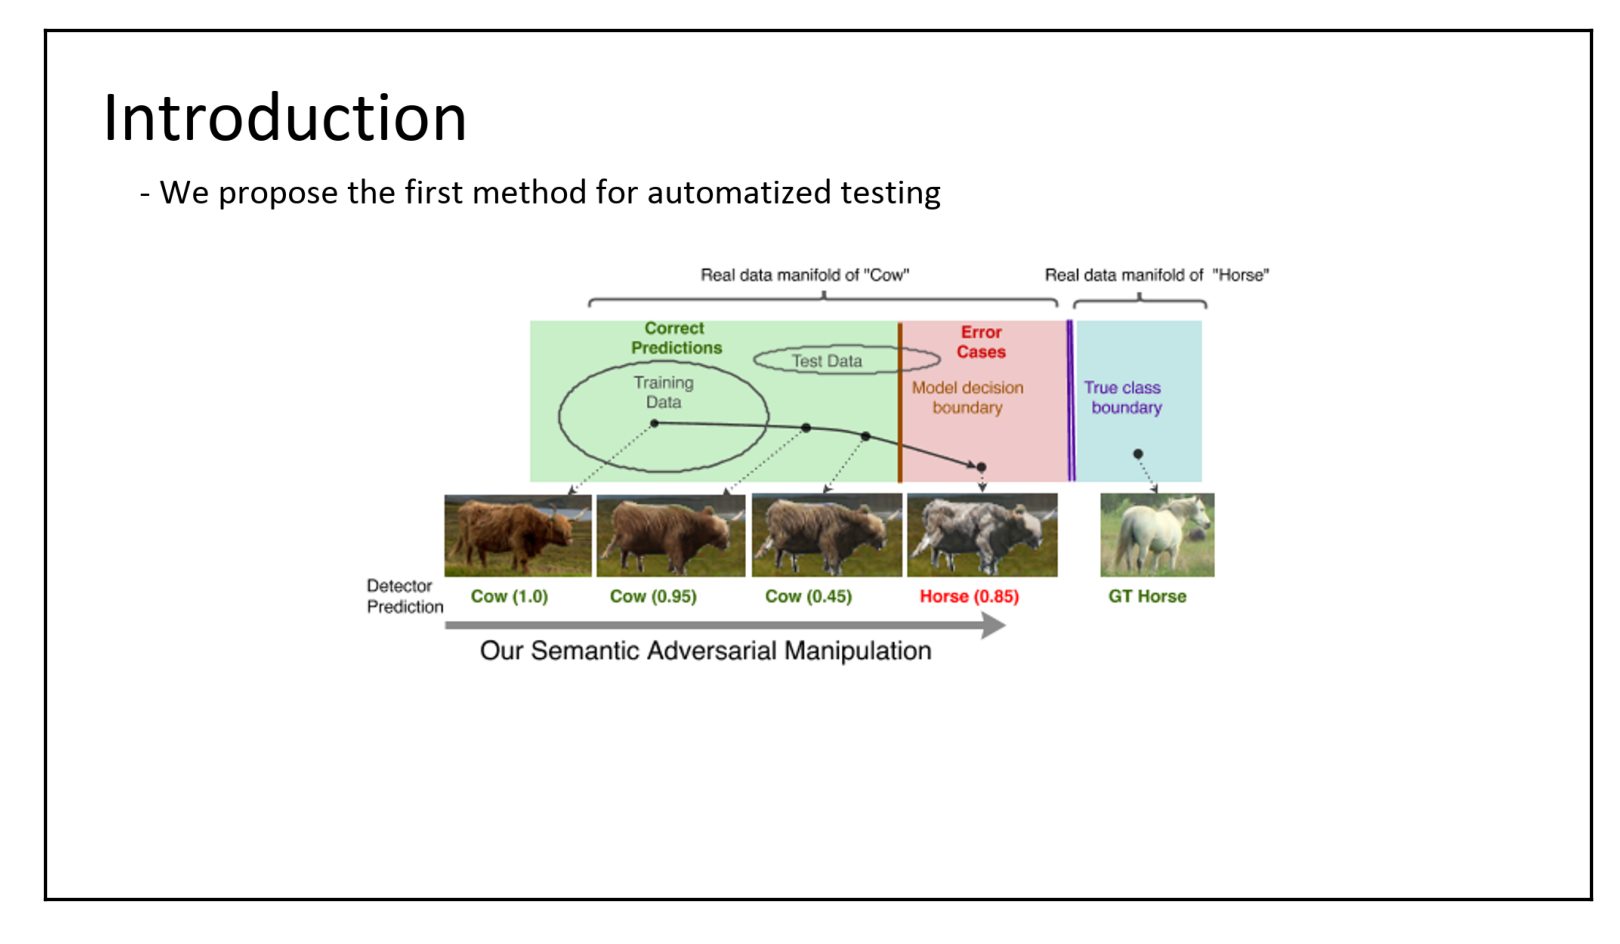 Introduction
- We propose the first method for automatized testing
Real data manifold of "Cow"
Real data manifold of "Horse"
Correct
Predictions
Test Data
Training
Data
Error
Cases
Model decision
boundary
True class
boundary
Detector
Prediction
Cow (1.0)
Cow (0.95)
Cow (0.45)
Horse (0.85)
GT Horse
Our Semantic Adversarial Manipulation